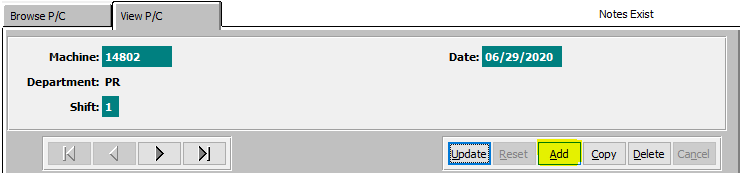 Browse P/C View P/C Notes Exist
Machine: 14802 Date: 06/29/2020
Department: PR
Shift: 1
Update Reset Add Copy Delete Cancel